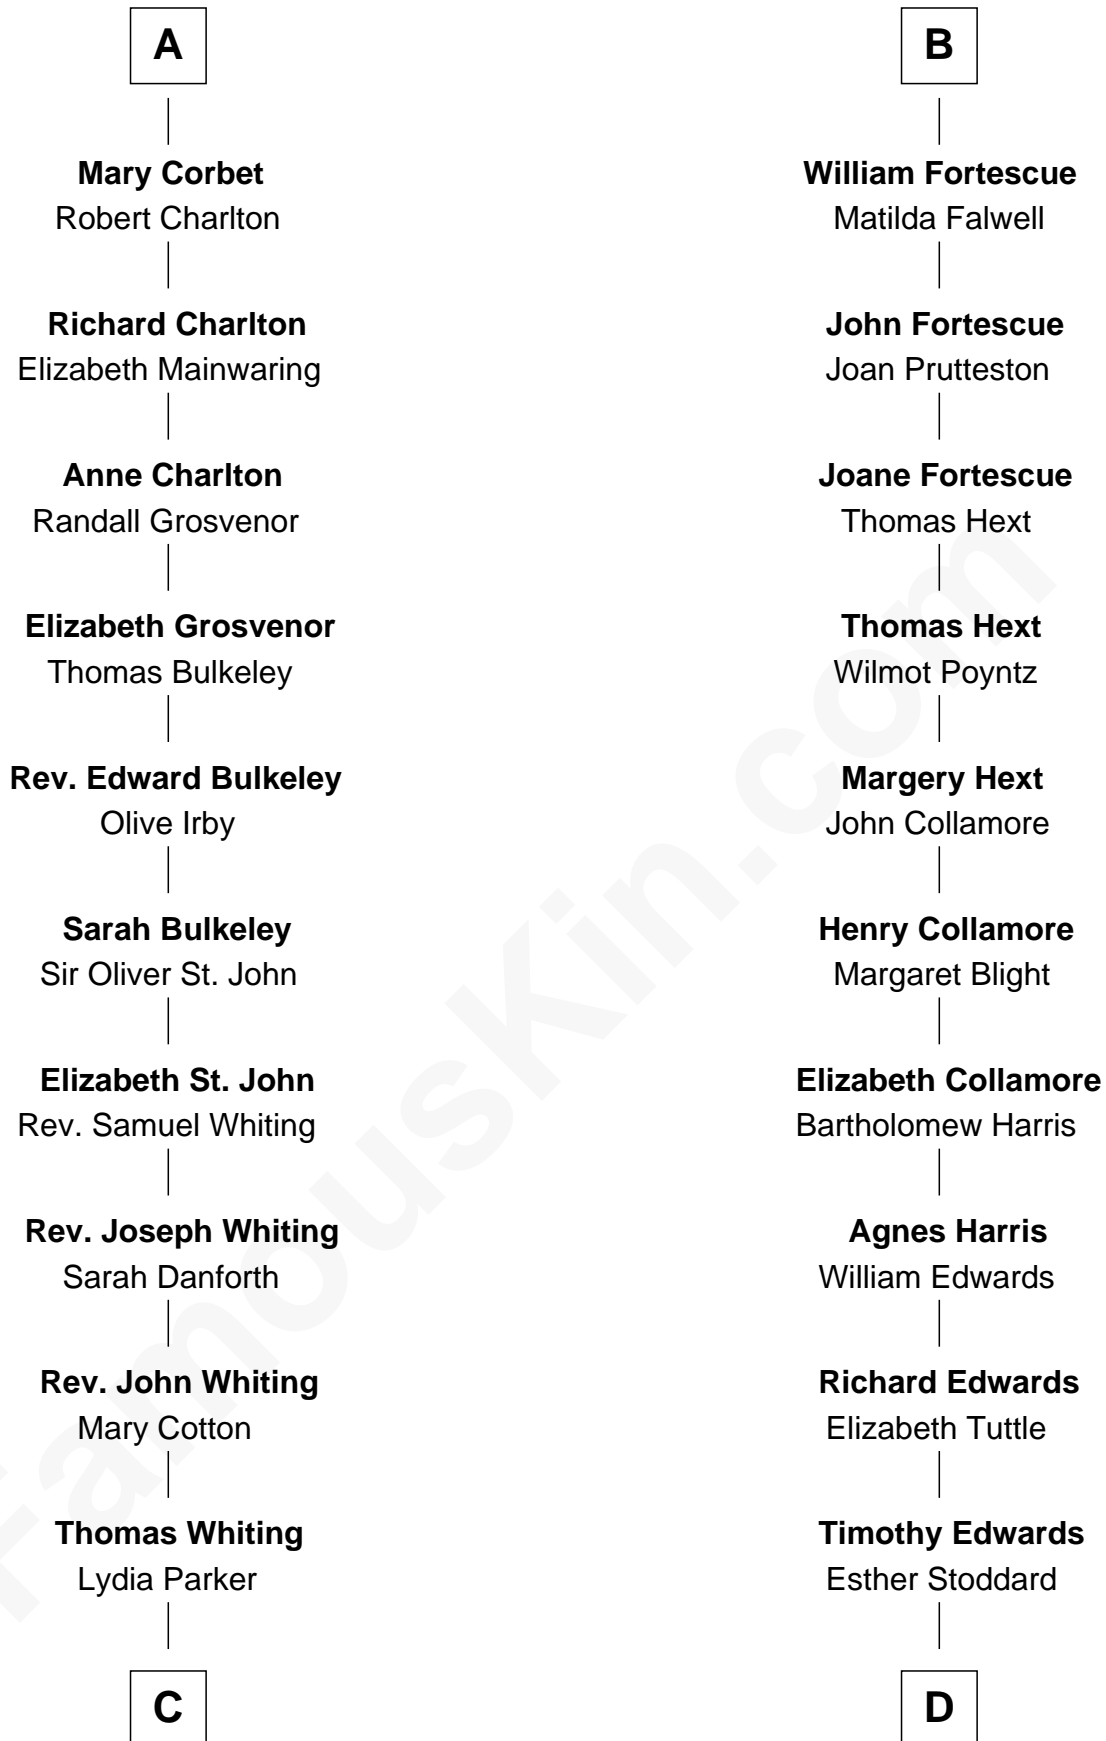 A
Mary Corbet
Robert Charlton
Richard Charlton
Elizabeth Mainwaring
Anne Charlton
Randall Grosvenor
Elizabeth Grosvenor
Thomas Bulkeley
Rev. Edward Bulkeley
Olive Irby
Sarah Bulkeley
Sir Oliver St. John
Elizabeth St. John
Rev. Samuel Whiting
Rev. Joseph Whiting
Sarah Danforth
Rev. John Whiting
Mary Cotton
Thomas Whiting
Lydia Parker
C
B
William Fortescue
Matilda Falwell
John Fortescue
Joan Prutteston
Joane Fortescue
Thomas Hext
Thomas Hext
Wilmot Poyntz
Margery Hext
John Collamore
Henry Collamore
Margaret Blight
Elizabeth Collamore
Bartholomew Harris
Agnes Harris
William Edwards
Richard Edwards
Elizabeth Tuttle
Timothy Edwards
Esther Stoddard
D
FamousKin.com